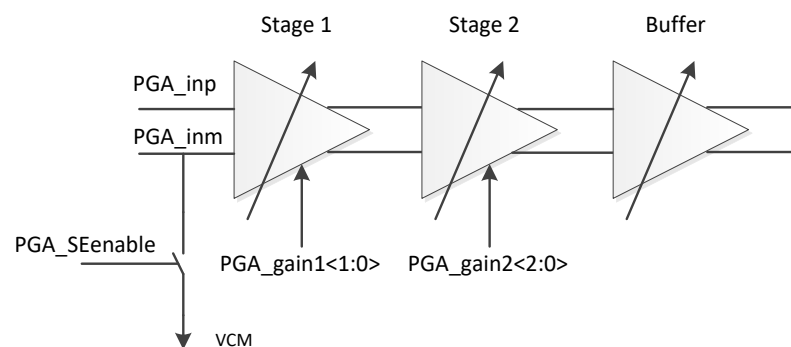 Stage 1
Stage 2
Buffer
PGA_inp
PGA_inm
PGA_SEenable
PGA_gain1<1:0>
PGA_gain2<2:0>
VCM